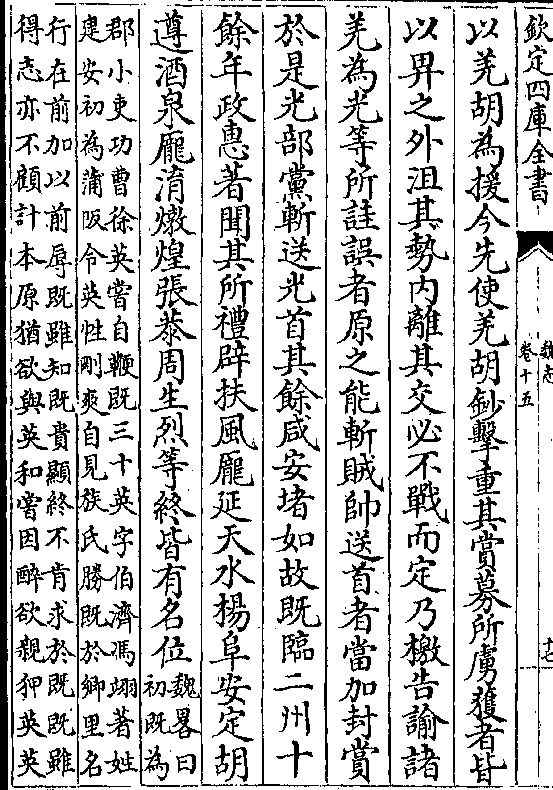 欽定四庫全書
魏志
卷十五
以羌胡為援今先使羌胡鈔擊重其賞募所虜獲者皆
以畀之外沮其勢内離其交必不戰而定乃檄告諭諸
羌為光等所詿誤者原之能斬賊帥送首者當加封賞
於是光部黨斬送光首其餘咸安堵如故既臨二州十
餘年政惠著聞其所禮辟扶風龎延天水楊阜安定胡
遵酒泉龎淯燉煌張恭周生烈等終皆有名位
魏畧曰
初既為
郡小吏功曹徐英嘗自鞭既三十英字伯濟馮翊著姓
建安初為蒲阪令英性剛爽自見族氏勝既於鄉里名
行在前加以前辱既雖知既貴顯終不肯求於既既雖
得志亦不顧計本原猶欲與英和嘗因醉欲親狎英英